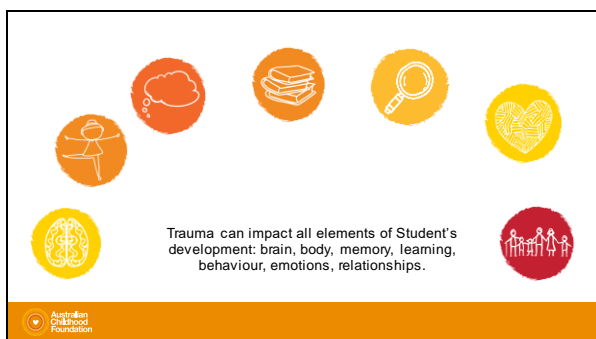 Trauma can impact all elements of Student's
development: brain, body, memory, learning,
behaviour, emotions, relationships.
Australian
Childhood
Foundation